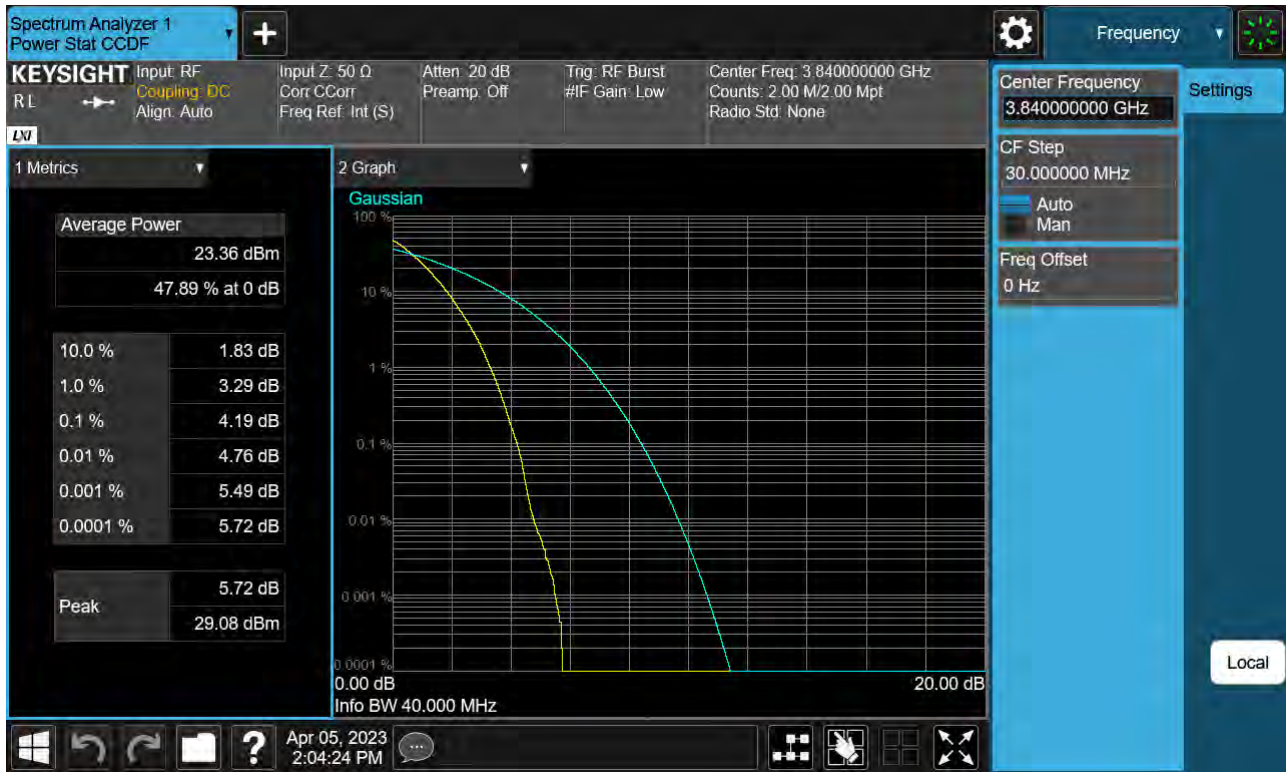 Spectrum Analyzer 1
Power Stat CCDF
+
Frequency
KEYSIGHT
RL
LXI
Input: RF
Coupling: DC
Align: Auto
Input Z: 50 Ω
Corr CCorr
Freq Ref: Int (S)
Atten: 20 dB
Preamp: Off
Trig: RF Burst
#IF Gain: Low
Center Freq: 3.840000000 GHz
Counts: 2.00 M/2.00 Mpt
Radio Std: None
Center Frequency
3.840000000 GHz
Settings
CF Step
30.000000 MHz
Auto
Man
Freq Offset
0 Hz
1 Metrics
Average Power
23.36 dBm
47.89 % at 0 dB
10.0 % 1.83 dB
1.0 % 3.29 dB
0.1 % 4.19 dB
0.01 % 4.76 dB
0.001 % 5.49 dB
0.0001 % 5.72 dB
Peak
5.72 dB
29.08 dBm
2 Graph
Gaussian
100 %
10 %
1 %
0.1 %
0.01 %
0.001 %
0.0001 %
0.00 dB 20.00 dB
Info BW 40.000 MHz
Local
?
Apr 05, 2023
2:04:24 PM